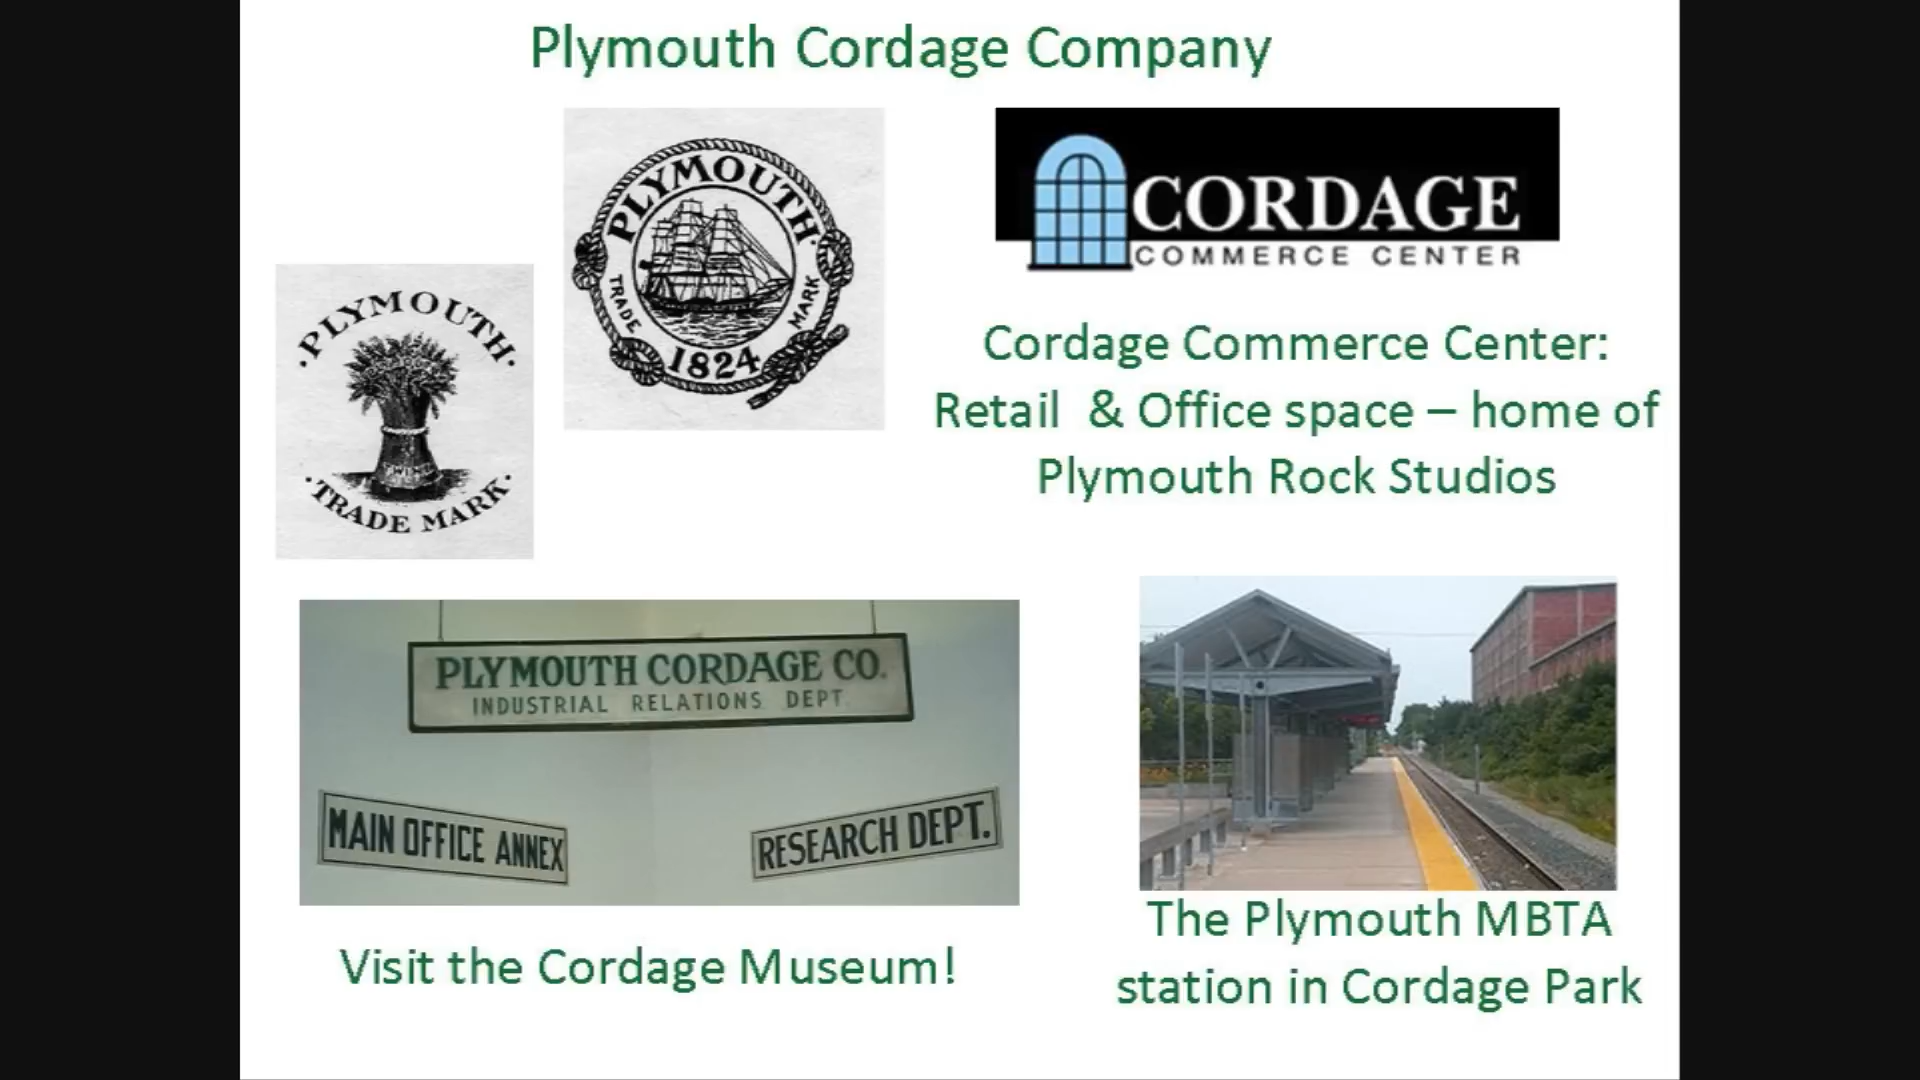 Plymouth Cordage Company
PLYMOUTH
TRADE MARK
1824
CORDAGE
COMMERCE CENTER
·PLYMOUTH·
·TRADE MARK·
Cordage Commerce Center:
Retail & Office space – home of
Plymouth Rock Studios
PLYMOUTH CORDAGE CO.
INDUSTRIAL RELATIONS DEPT.
MAIN OFFICE ANNEX
RESEARCH DEPT.
Visit the Cordage Museum!
The Plymouth MBTA
station in Cordage Park